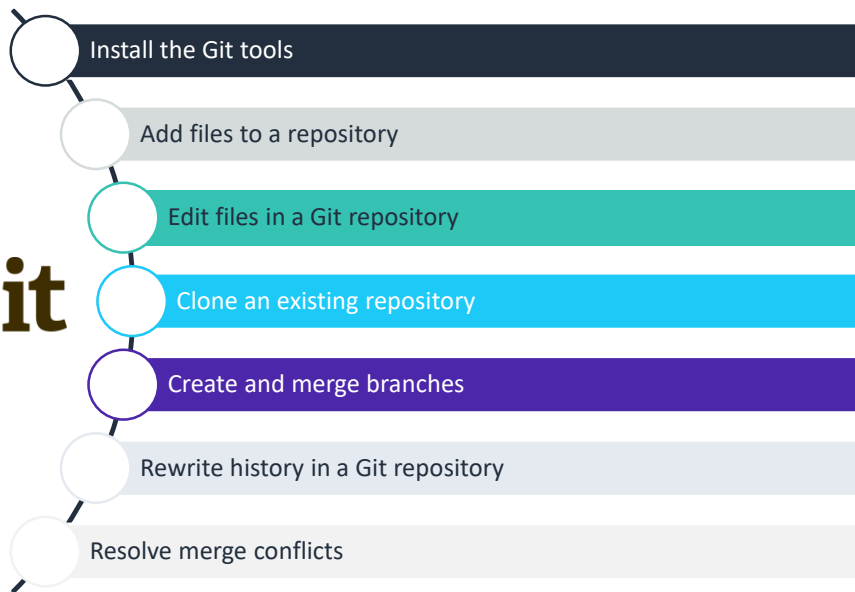 Install the Git tools
Add files to a repository
Edit files in a Git repository
it
Clone an existing repository
Create and merge branches
Rewrite history in a Git repository
Resolve merge conflicts